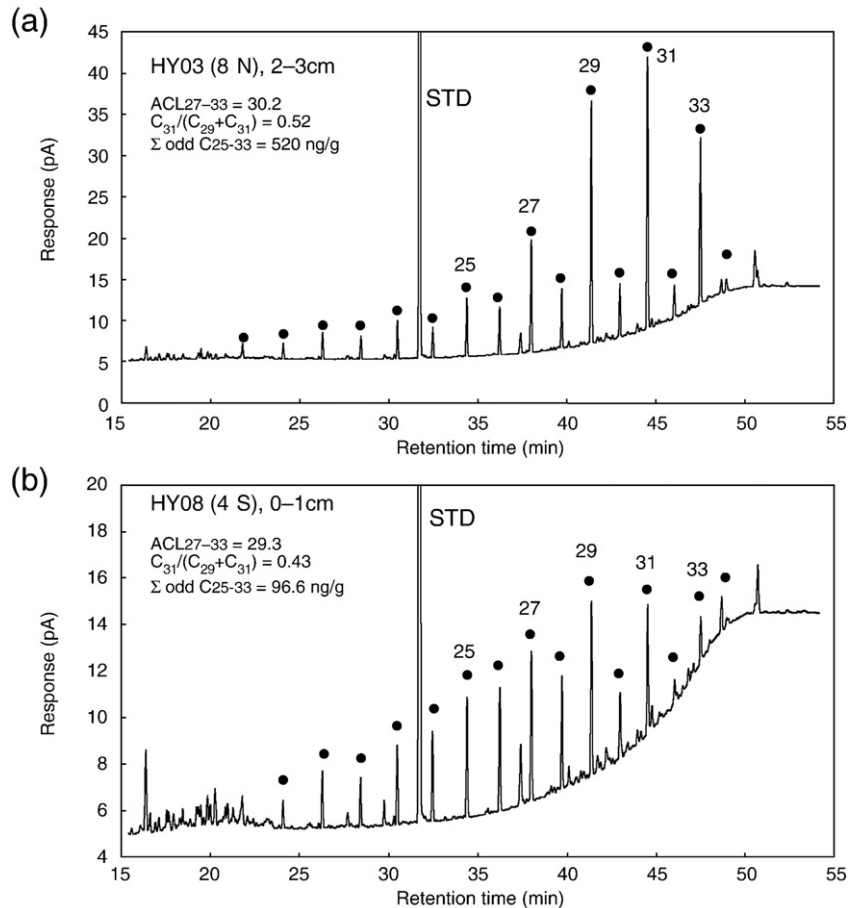 (a)
45
40
35
30
25
20
15
10
5
0
Response (pA)
HY03 (8 N), 2–3cm
ACL27–33 = 30.2
C31/(C29+C31) = 0.52
Σ odd C25-33 = 520 ng/g
STD
25
27
29
31
33
15 20 25 30 35 40 45 50 55
Retention time (min)
(b)
20
18
16
14
12
10
8
6
4
Response (pA)
HY08 (4 S), 0–1cm
ACL27–33 = 29.3
C31/(C29+C31) = 0.43
Σ odd C25-33 = 96.6 ng/g
STD
25
27
29
31
33
15 20 25 30 35 40 45 50 55
Retention time (min)